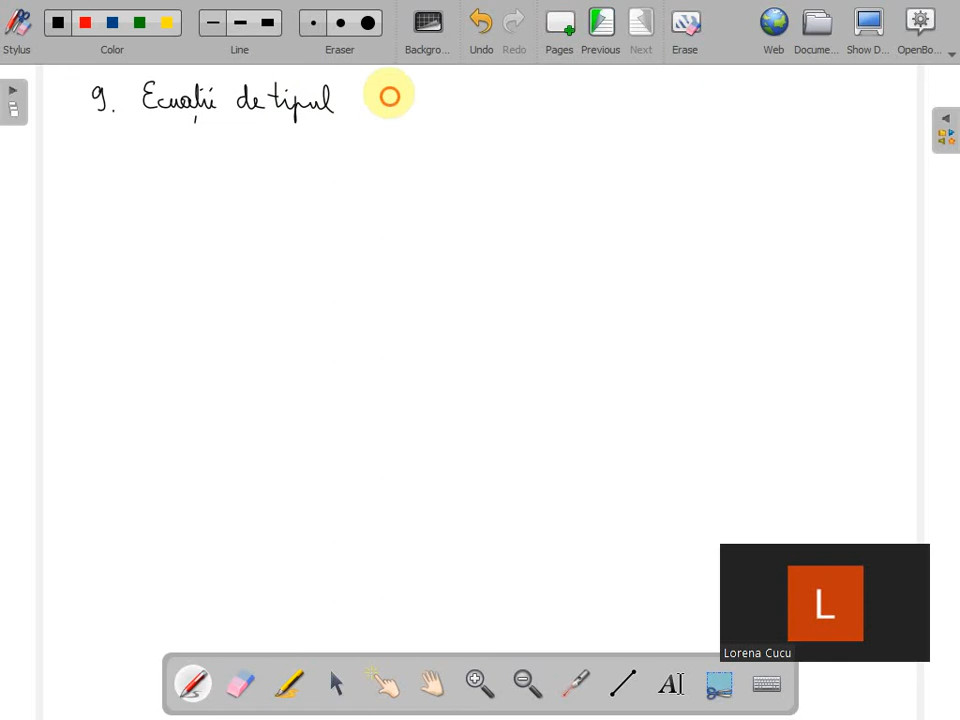 Stylus
Color
Line
Eraser
Backgro...
Undo
Redo
Pages
Previous
Next
Erase
Web
Docume...
Show D...
OpenBo...
9. Ecuații de tipul
L
Lorena Cucu
AI